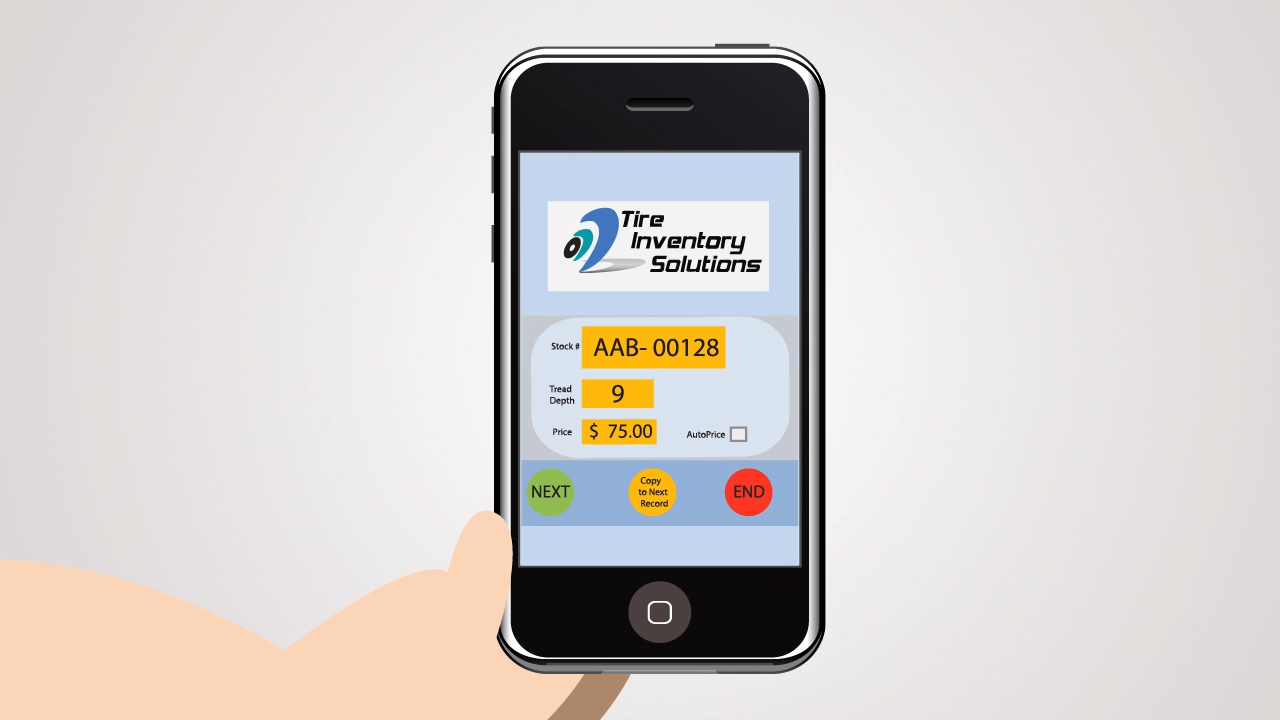 Tire
Inventory
Solutions
Stock # AAB- 00128
Tread
Depth
9
Price $ 75.00 AutoPrice
NEXT
Copy
to Next
Record
END